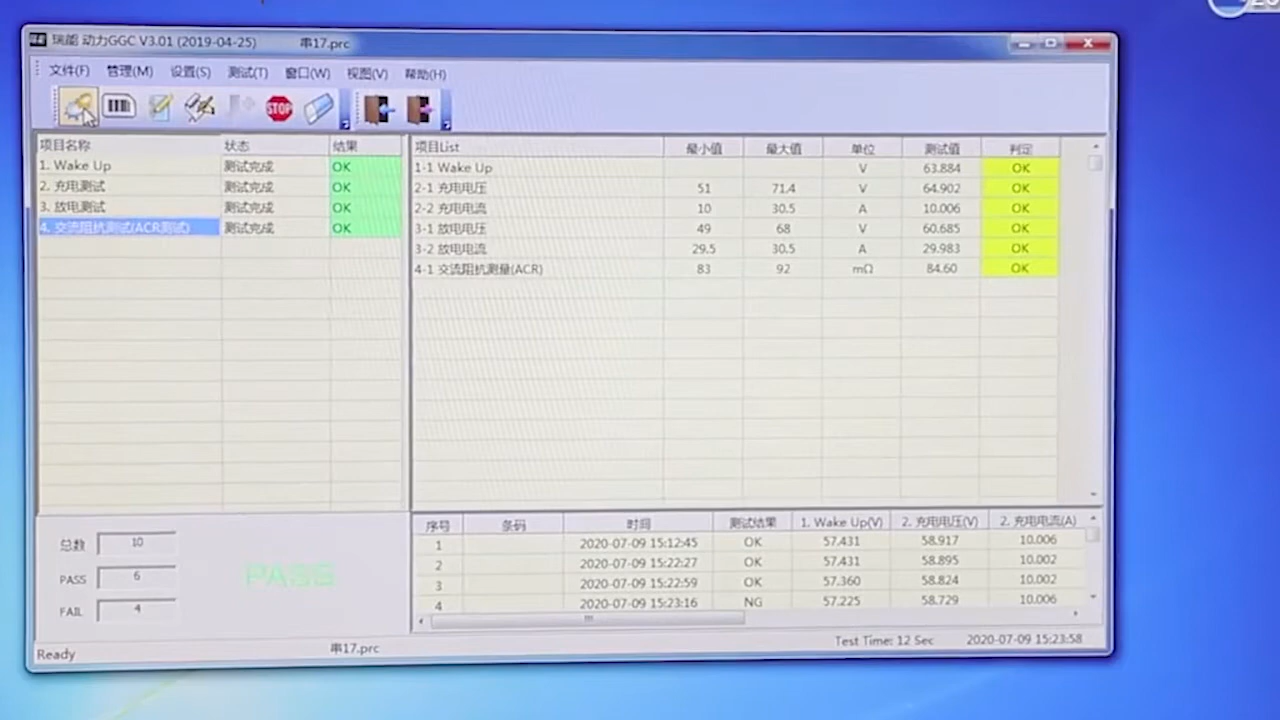 瑞能 动力GGC V3.01 (2019-04-25) 串17.prc
文件(F) 管理(M) 设置(S) 测试(T) 窗口(W) 视图(V) 帮助(H)
STOP
项目名称 状态 结果
1. Wake Up 测试完成 OK
2. 充电测试 测试完成 OK
3. 放电测试 测试完成 OK
4. 交流阻抗测试(ACR测试) 测试完成 OK
项目List 最小值 最大值 单位 测试值 判定
1-1 Wake Up V 63.884 OK
2-1 充电电压 51 71.4 V 64.902 OK
2-2 充电电流 10 30.5 A 10.006 OK
3-1 放电电压 49 68 V 60.685 OK
3-2 放电电流 29.5 30.5 A 29.983 OK
4-1 交流阻抗测量(ACR) 83 92 mΩ 84.60 OK
总数 10
PASS 6
FAIL 4
PASS
序号 条码 时间 测试结果 1. Wake Up(V) 2. 充电电压(V) 2. 充电电流(A)
1 2020-07-09 15:12:45 OK 57.431 58.917 10.006
2 2020-07-09 15:22:27 OK 57.431 58.895 10.002
3 2020-07-09 15:22:59 OK 57.360 58.824 10.002
4 2020-07-09 15:23:16 NG 57.225 58.729 10.006
Ready 串17.prc Test Time: 12 Sec 2020-07-09 15:23:58